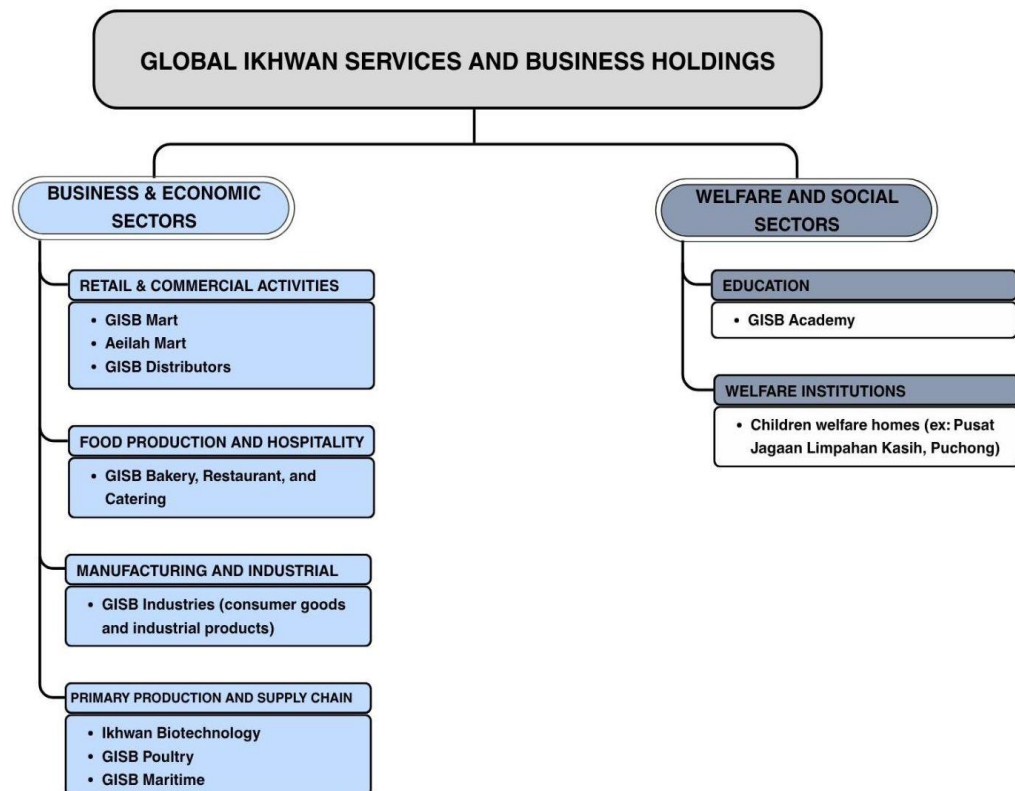 GLOBAL IKHWAN SERVICES AND BUSINESS HOLDINGS
BUSINESS & ECONOMIC
SECTORS
RETAIL & COMMERCIAL ACTIVITIES
• GISB Mart
• Aeilah Mart
• GISB Distributors
FOOD PRODUCTION AND HOSPITALITY
• GISB Bakery, Restaurant, and
Catering
MANUFACTURING AND INDUSTRIAL
• GISB Industries (consumer goods
and industrial products)
PRIMARY PRODUCTION AND SUPPLY CHAIN
• Ikhwan Biotechnology
• GISB Poultry
• GISB Maritime
WELFARE AND SOCIAL
SECTORS
EDUCATION
• GISB Academy
WELFARE INSTITUTIONS
• Children welfare homes (ex: Pusat
Jagaan Limpahan Kasih, Puchong)